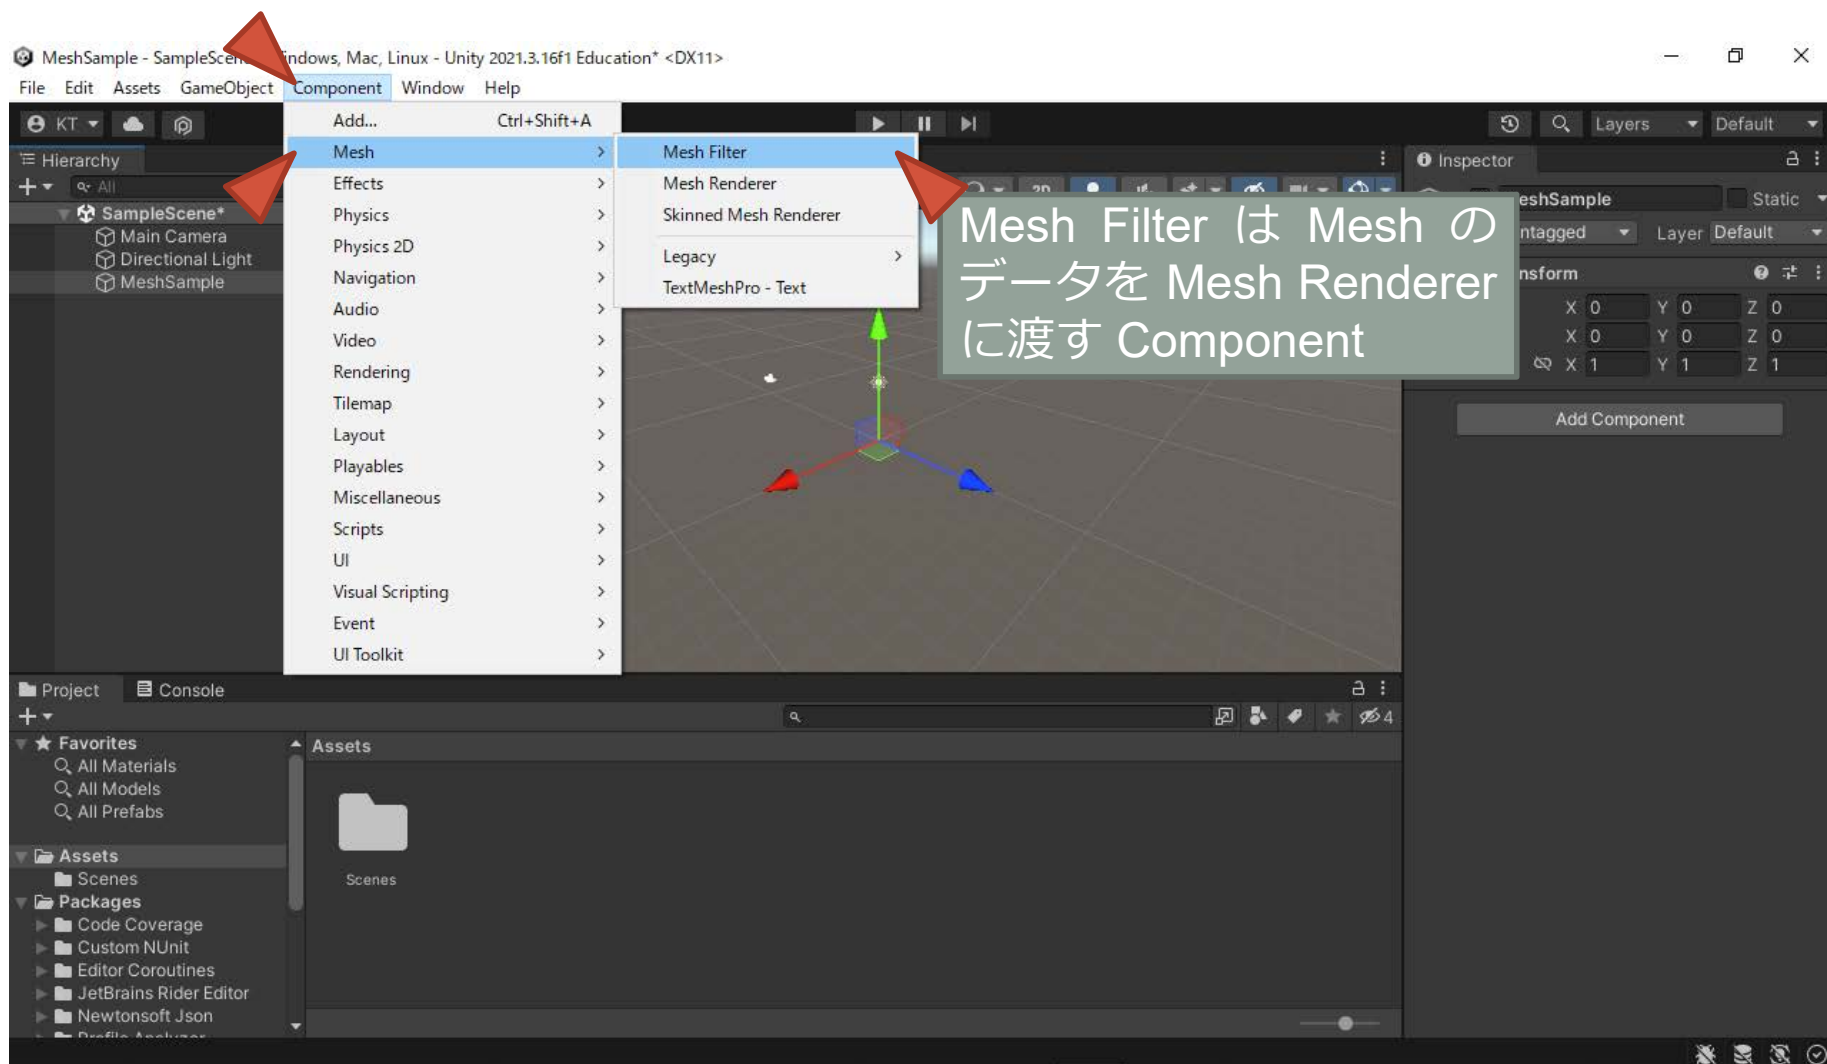 MeshSample - SampleScene
indows, Mac, Linux - Unity 2021.3.16f1 Education* <DX11>
File Edit Assets GameObject Component Window Help
KT
Layers
Default
Add... Ctrl+Shift+A
Mesh
Effects
Physics
Physics 2D
Navigation
Audio
Video
Rendering
Tilemap
Layout
Playables
Miscellaneous
Scripts
UI
Visual Scripting
Event
UI Toolkit
Mesh Filter
Mesh Renderer
Skinned Mesh Renderer
Legacy
TextMeshPro - Text
Mesh Filter は Mesh の
データを Mesh Renderer
に渡す Component
Hierarchy
All
SampleScene*
Main Camera
Directional Light
MeshSample
2D
Inspector
eshSample Static
ntagged Layer Default
nsform
X 0 Y 0 Z 0
X 0 Y 0 Z 0
X 1 Y 1 Z 1
Add Component
Project Console
4
Favorites
All Materials
All Models
All Prefabs
Assets
Scenes
Packages
Code Coverage
Custom NUnit
Editor Coroutines
JetBrains Rider Editor
Newtonsoft Json
Assets
Scenes